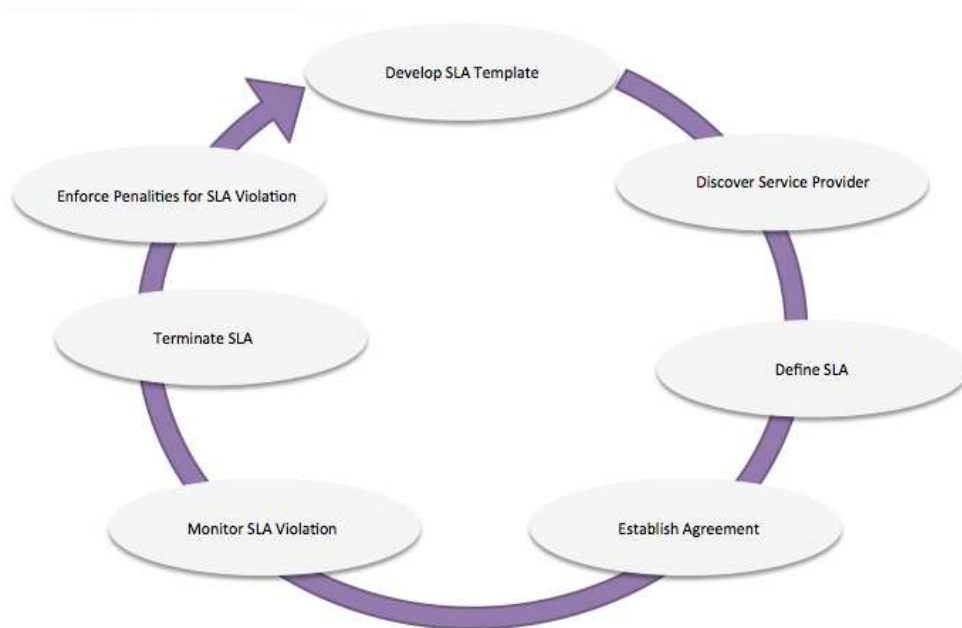 Develop SLA Template
Discover Service Provider
Define SLA
Establish Agreement
Monitor SLA Violation
Terminate SLA
Enforce Penalities for SLA Violation